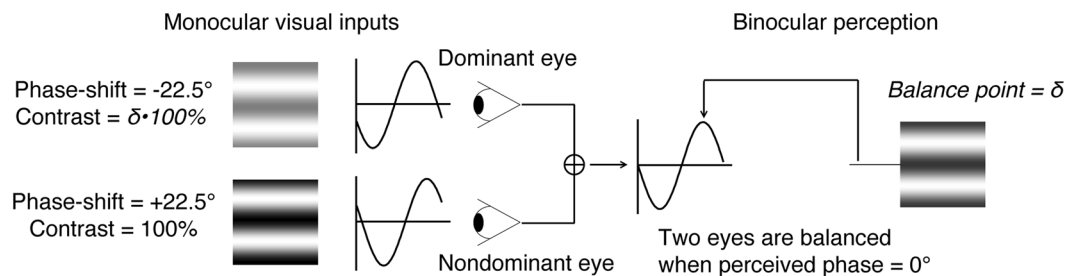 Monocular visual inputs
Binocular perception
Phase-shift = -22.5°
Contrast = δ•100%
Dominant eye
Balance point = δ
Phase-shift = +22.5°
Contrast = 100%
Nondominant eye
Two eyes are balanced
when perceived phase = 0°